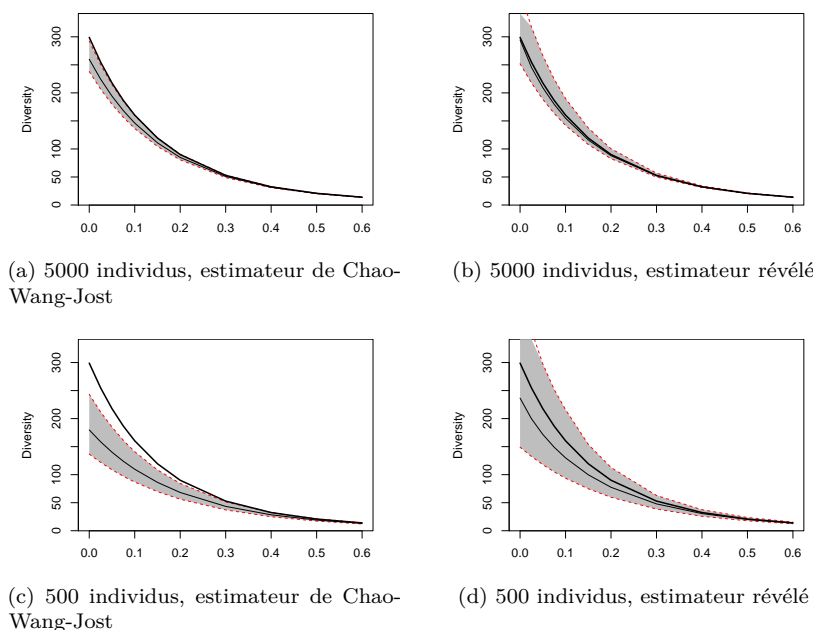 Diversity
0 50 100 200 300
0.0 0.1 0.2 0.3 0.4 0.5 0.6
(a) 5000 individus, estimateur de Chao-
Wang-Jost
Diversity
0 50 100 200 300
0.0 0.1 0.2 0.3 0.4 0.5 0.6
(b) 5000 individus, estimateur révélé
Diversity
0 50 100 200 300
0.0 0.1 0.2 0.3 0.4 0.5 0.6
(c) 500 individus, estimateur de Chao-
Wang-Jost
Diversity
0 50 100 200 300
0.0 0.1 0.2 0.3 0.4 0.5 0.6
(d) 500 individus, estimateur révélé